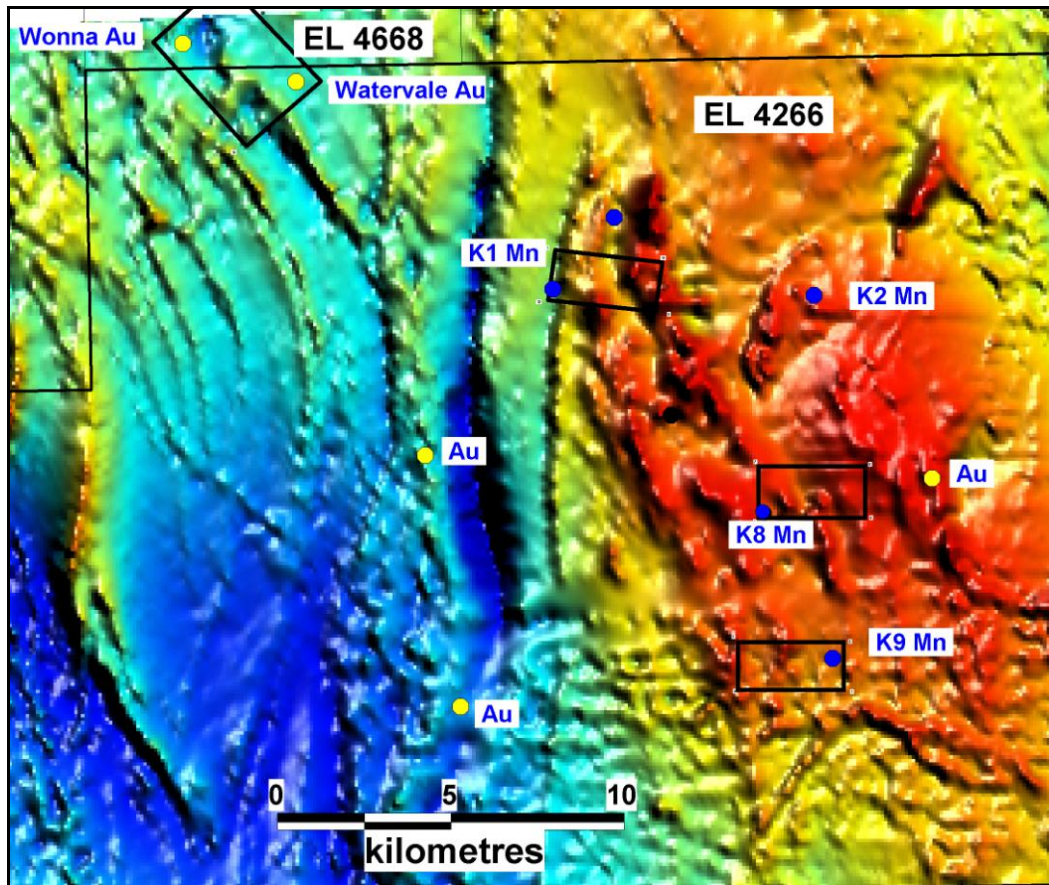 Wonna Au
EL 4668
Watervale Au
EL 4266
K1 Mn
K2 Mn
Au
Au
K8 Mn
K9 Mn
Au
0 5 10
kilometres